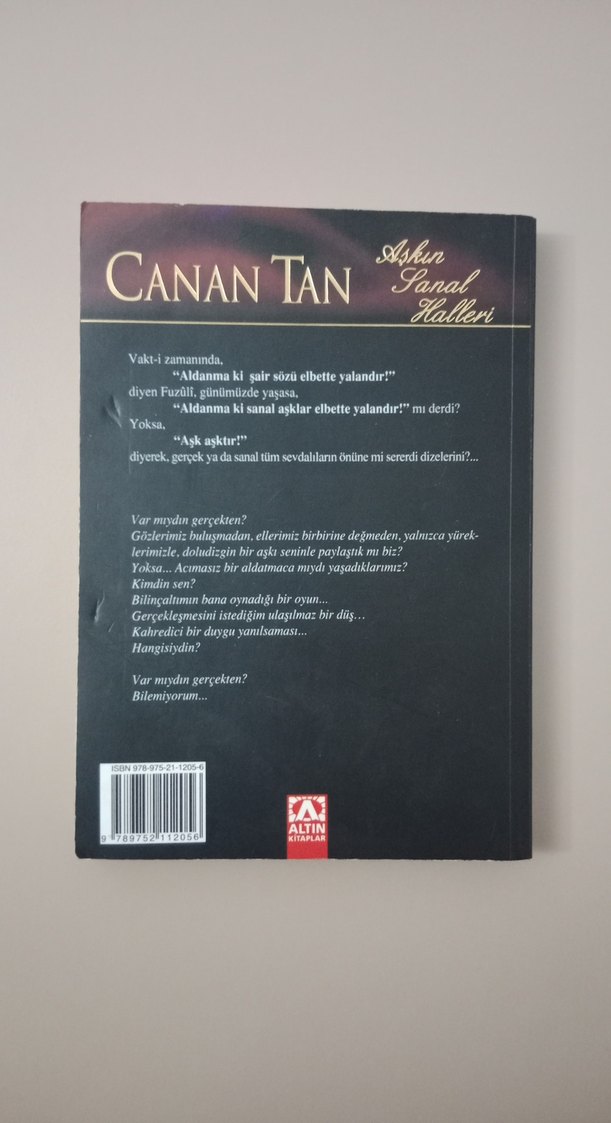 CANAN TAN
Aşkın
Sanal
Halleri
Vakt-i zamanında,
“Aldanma ki şair sözü elbette yalandır!”
diyen Fuzûlî, günümüzde yaşasa,
“Aldanma ki sanal aşklar elbette yalandır!” mı derdi?
Yoksa,
“Aşk aşktır!”
diyerek, gerçek ya da sanal tüm sevdalıların önüne mi sererdi dizelerini?...
Var mıydın gerçekten?
Gözlerimiz buluşmadan, ellerimiz birbirine değmeden, yalnızca yürek-
lerimizle, doludizgin bir aşkı seninle paylaştık mı biz?
Yoksa... Acımasız bir aldatmaca mıydı yaşadıklarımız?
Kimdin sen?
Bilinçaltımın bana oynadığı bir oyun...
Gerçekleşmesini istediğim ulaşılmaz bir düş...
Kahredici bir duygu yanılsaması...
Hangisiydin?
Var mıydın gerçekten?
Bilemiyorum...
ISBN 978-975-21-1205-6
9 789752 112056
ALTIN
KİTAPLAR